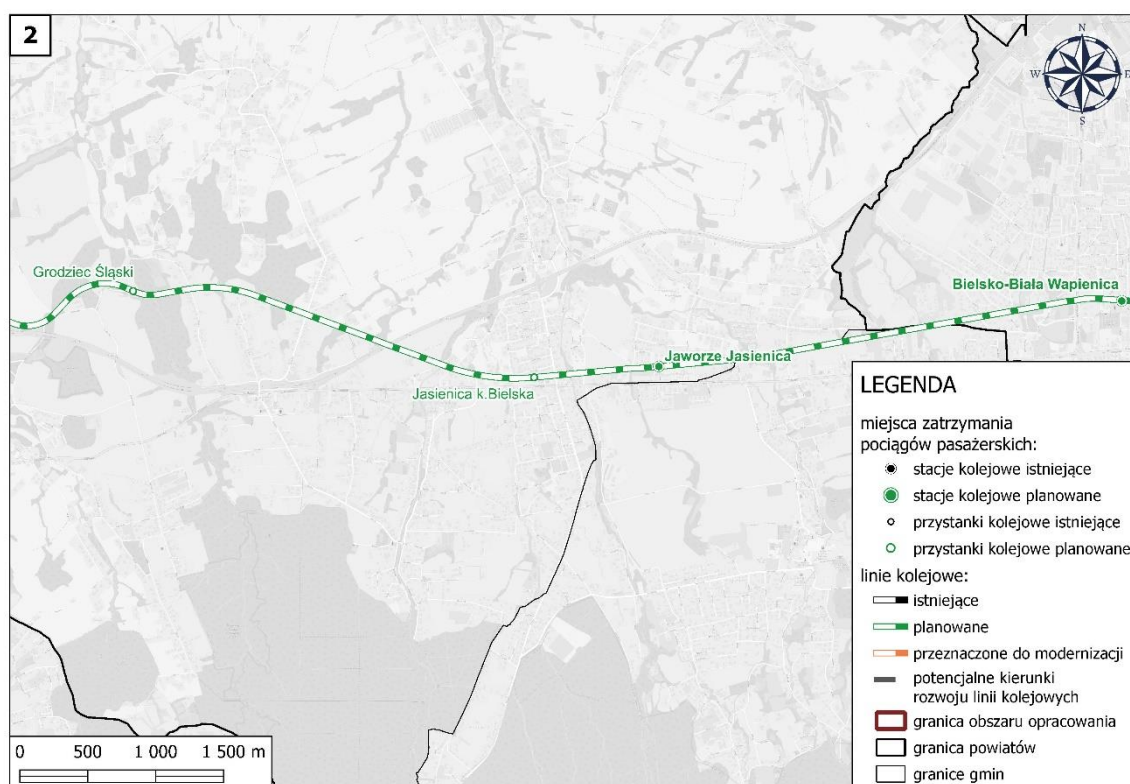 2
N
W
E
S
Grodziec Śląski
Bielsko-Biała Wapienica
Jaworze Jasienica
Jasienica k.Bielska
LEGENDA
miejsca zatrzymania
pociągów pasażerskich:
stacje kolejowe istniejące
stacje kolejowe planowane
przystanki kolejowe istniejące
przystanki kolejowe planowane
linie kolejowe:
istniejące
planowane
przeznaczone do modernizacji
potencjalne kierunki
rozwoju linii kolejowych
granica obszaru opracowania
granica powiatów
granice gmin
0 500 1 000 1 500 m